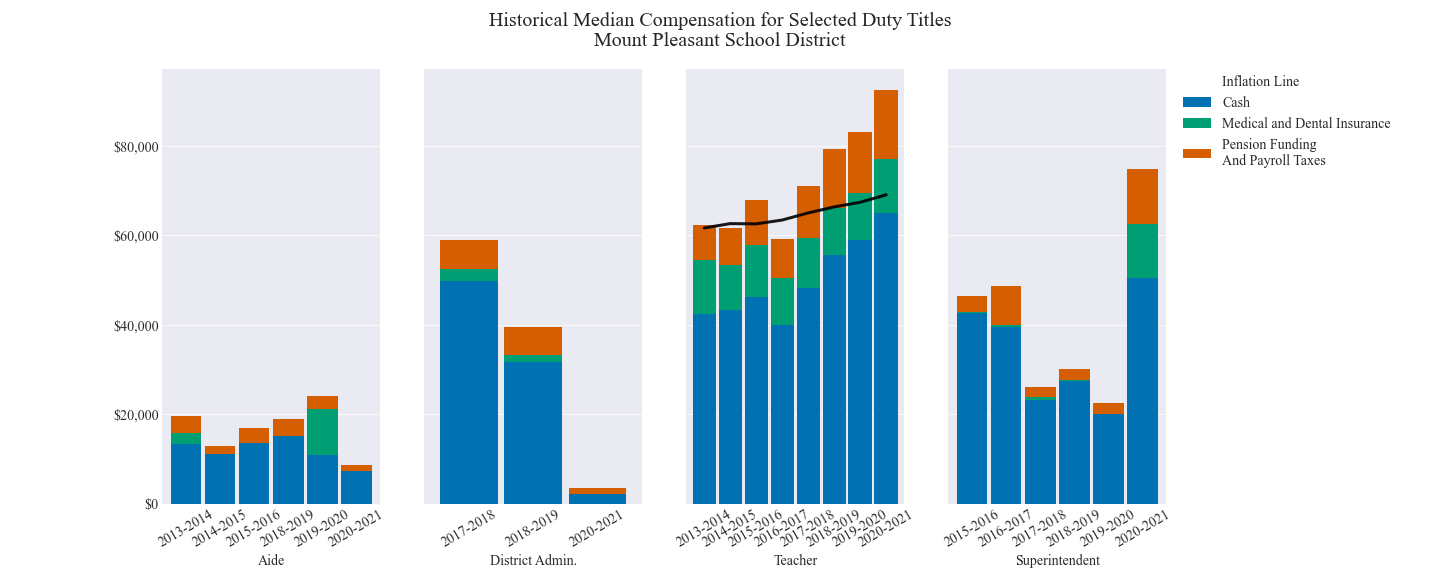 Historical Median Compensation for Selected Duty Titles
Mount Pleasant School District
Inflation Line
Cash
Medical and Dental Insurance
Pension Funding
And Payroll Taxes
$80,000
$60,000
$40,000
$20,000
$0
2013-2014
2014-2015
2015-2016
2018-2019
2019-2020
2020-2021
Aide
2017-2018
2018-2019
2020-2021
District Admin.
2013-2014
2014-2015
2015-2016
2016-2017
2017-2018
2018-2019
2019-2020
2020-2021
Teacher
2015-2016
2016-2017
2017-2018
2018-2019
2019-2020
2020-2021
Superintendent